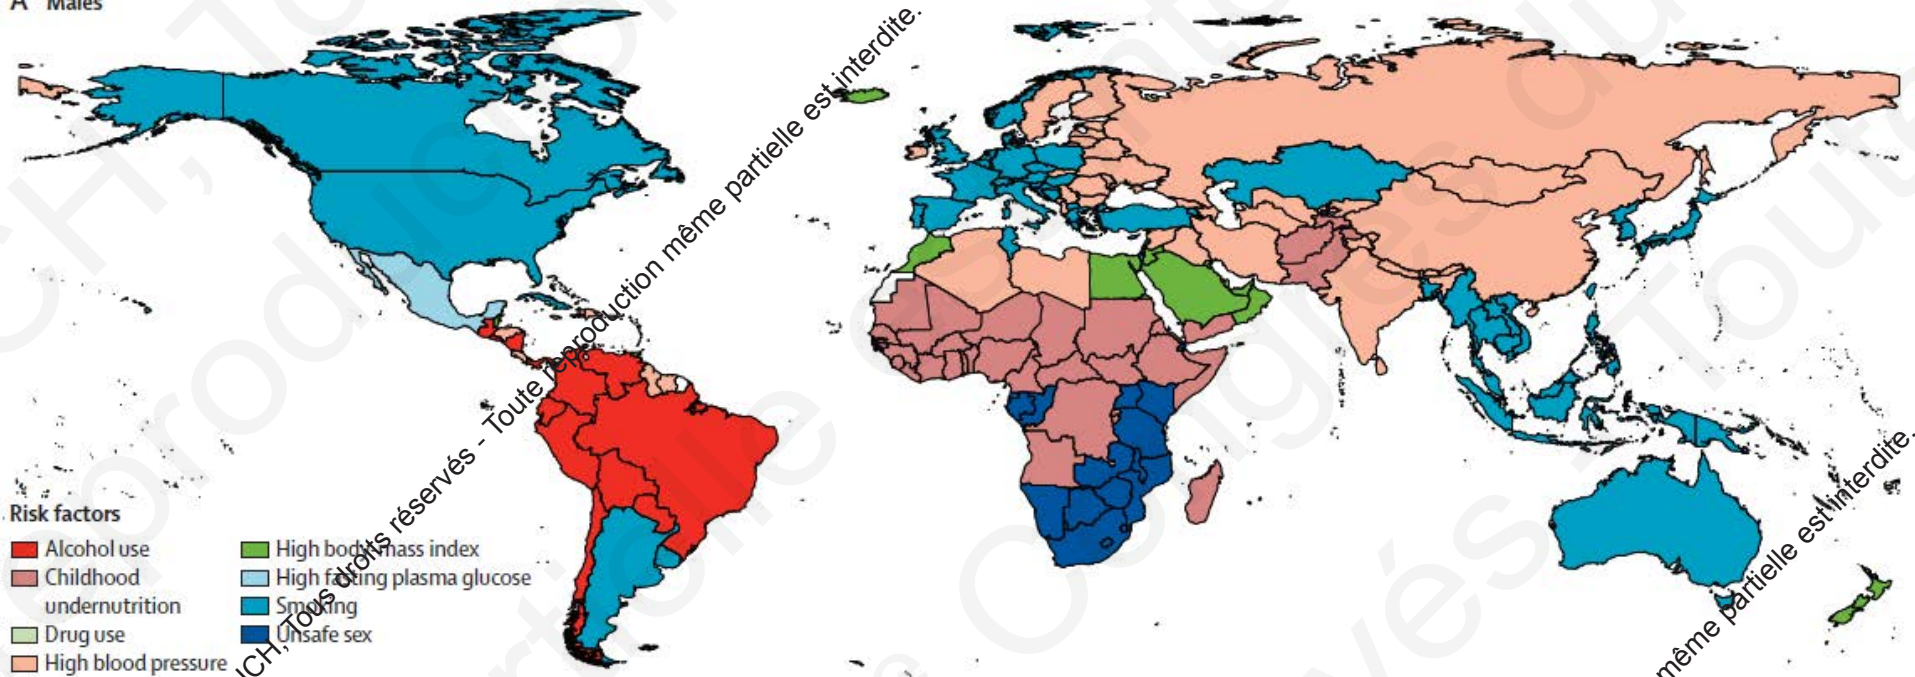 A Males
Risk factors
Alcohol use
Childhood
undernutrition
Drug use
High blood pressure
High body-mass index
High fasting plasma glucose
Smoking
Unsafe sex
UCH, Tous droits réservés - Toute reproduction même partielle est interdite.
même partielle est interdite.